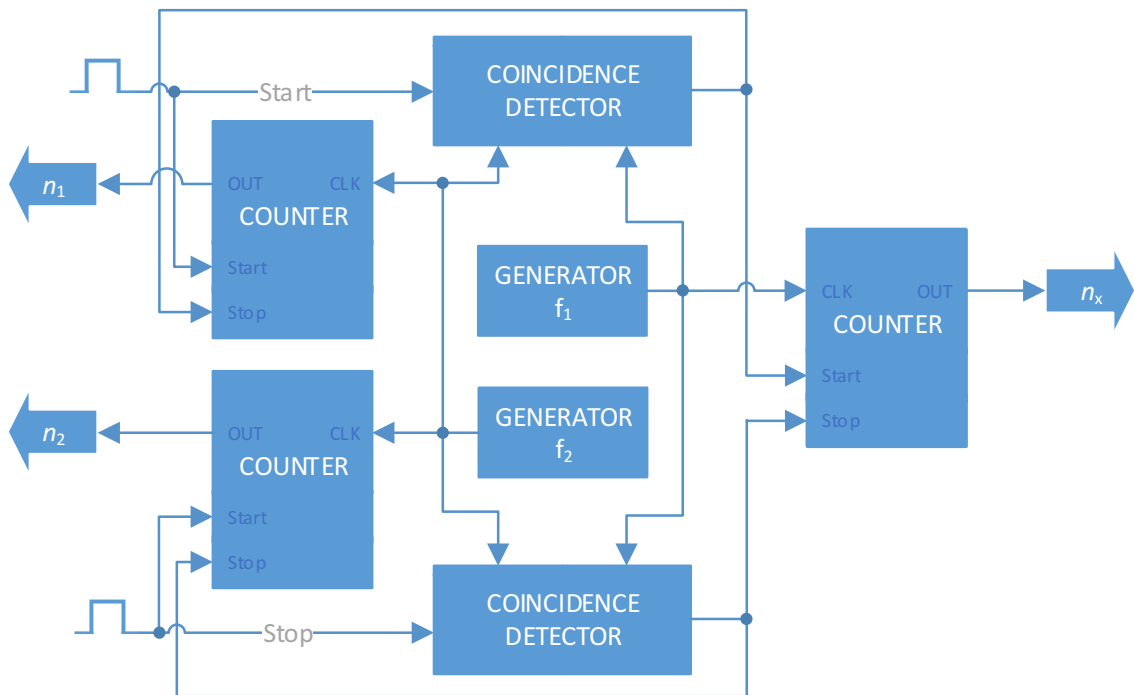 COINCIDENCE
DETECTOR
Start
n1
OUT CLK
COUNTER
Start
Stop
GENERATOR
f1
CLK OUT
COUNTER
Start
Stop
nx
n2
OUT CLK
COUNTER
Start
Stop
GENERATOR
f2
COINCIDENCE
DETECTOR
Stop